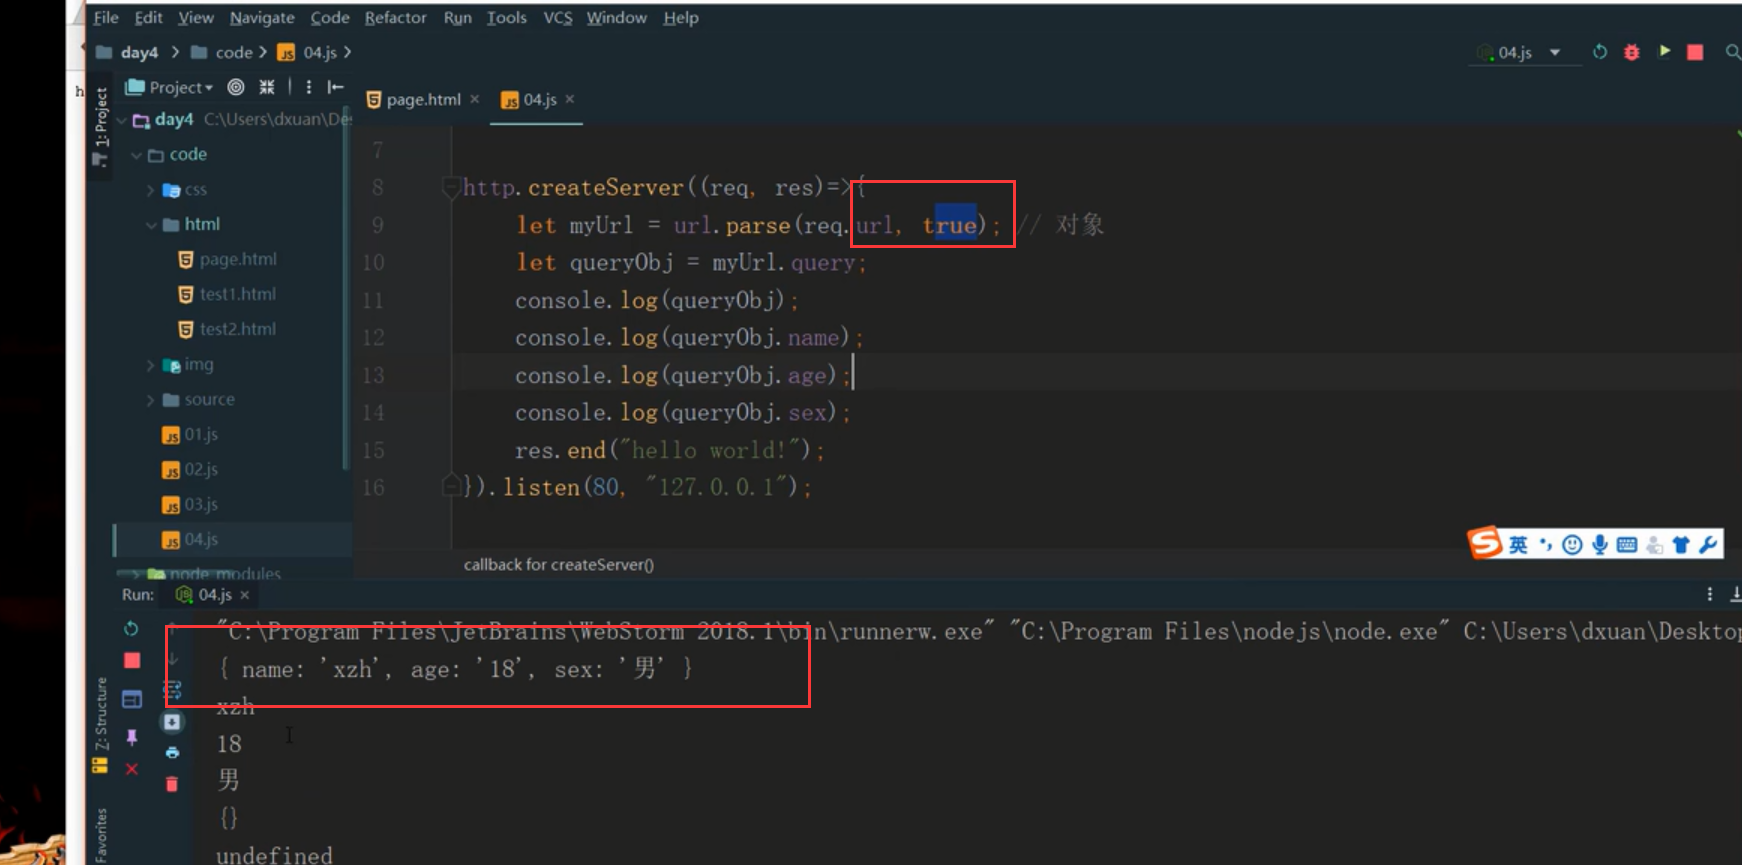 File Edit View Navigate Code Refactor Run Tools VCS Window Help
day4 code 04.js
04.js
Project
page.html
04.js
1: Project
day4 C:\Users\dxuan\De
code
css
html
page.html
test1.html
test2.html
img
source
01.js
02.js
03.js
04.js
node_modules
7
8 http.createServer((req, res)=>{
9 let myUrl = url.parse(req.url, true); // 对象
10 let queryObj = myUrl.query;
11 console.log(queryObj);
12 console.log(queryObj.name);
13 console.log(queryObj.age);
14 console.log(queryObj.sex);
15 res.end("hello world!");
16 }).listen(80, "127.0.0.1");
英
callback for createServer()
Run: 04.js
"C:\Program Files\JetBrains\WebStorm 2018.1\bin\runnerw.exe" "C:\Program Files\nodejs\node.exe" C:\Users\dxuan\Desktop
{ name: 'xzh', age: '18', sex: '男' }
xzh
18
男
{}
undefined
Z: Structure
Favorites